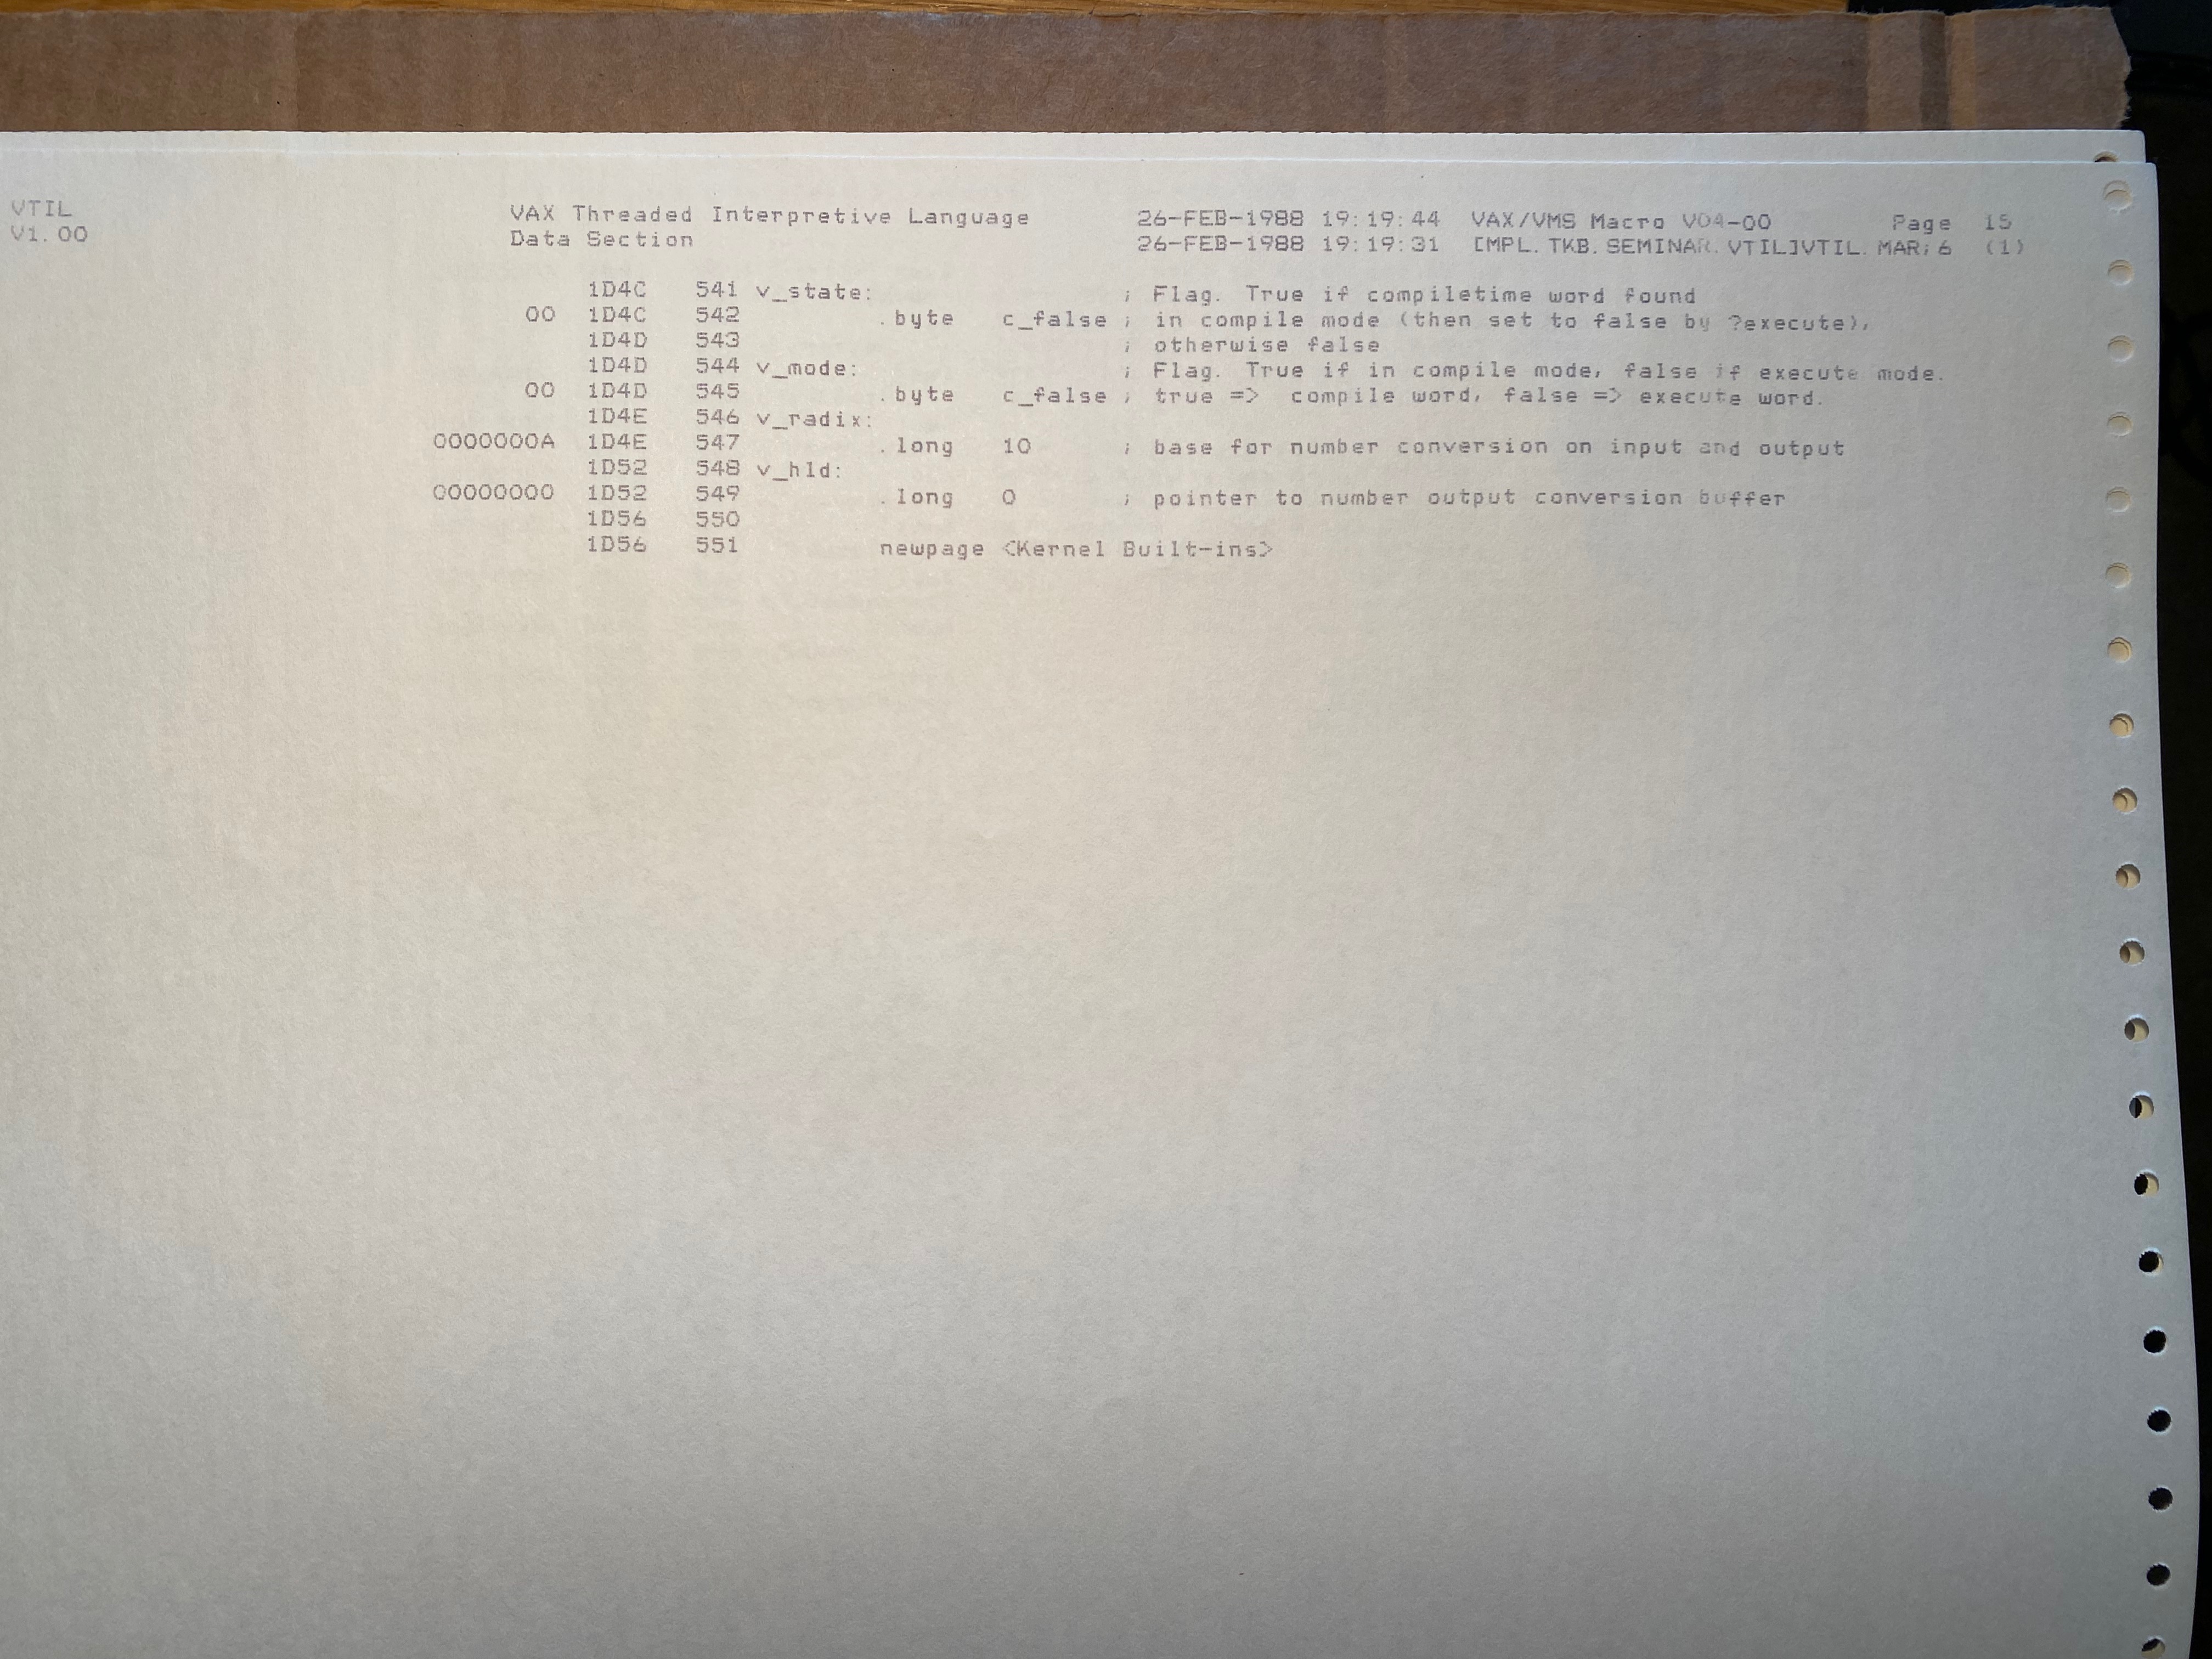 VTIL VAX Threaded Interpretive Language 26-FEB-1988 19:19:44 VAX/VMS Macro V04-00 Page 15
V1.00 Data Section 26-FEB-1988 19:19:31 [MPL.TKB.SEMINAR.VTIL]VTIL.MAR;6 (1)
1D4C 541 v_state: ; Flag. True if compiletime word found
00 1D4C 542 .byte c_false ; in compile mode (then set to false by ?execute),
1D4D 543 ; otherwise false
1D4D 544 v_mode: ; Flag. True if in compile mode, false if execute mode.
00 1D4D 545 .byte c_false ; true => compile word, false => execute word.
1D4E 546 v_radix:
0000000A 1D4E 547 .long 10 ; base for number conversion on input and output
1D52 548 v_hld:
00000000 1D52 549 .long 0 ; pointer to number output conversion buffer
1D56 550
1D56 551 newpage <Kernel Built-ins>